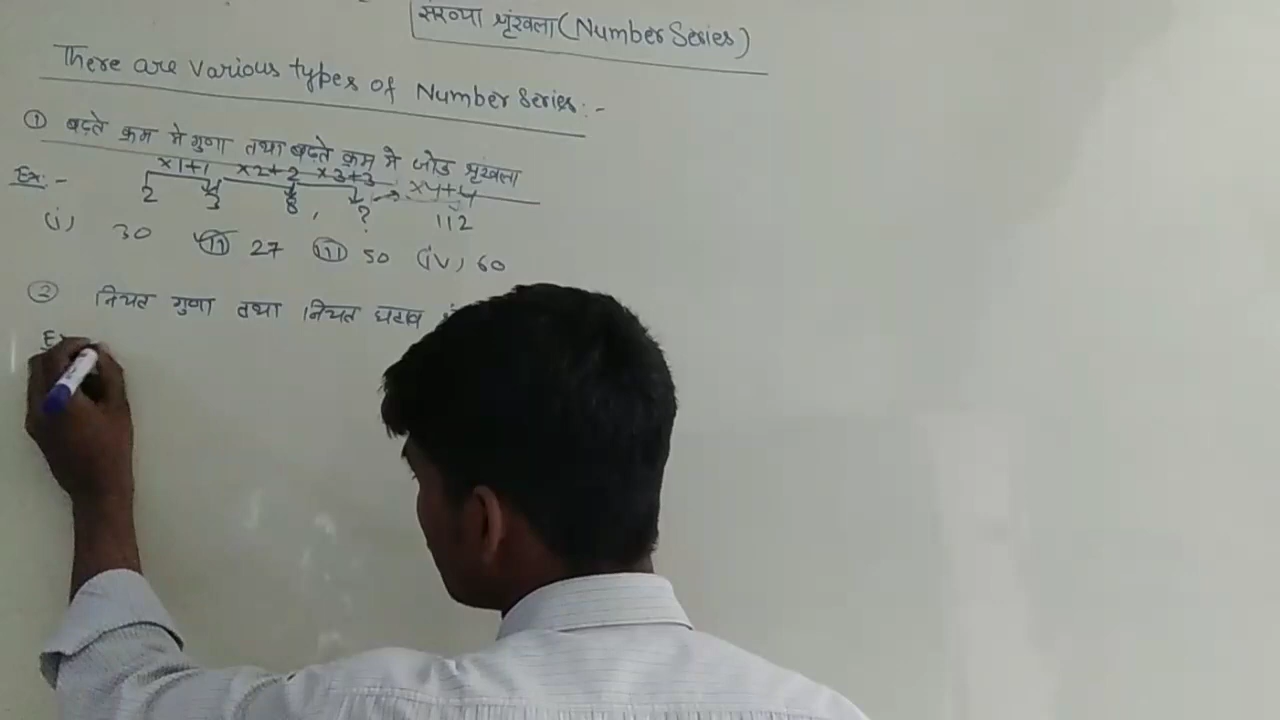 संख्या श्रृंखला (Number Series)
There are various types of Number Series:-
① बढ़ते क्रम मे गुणा तथा बढ़ते क्रम मे जोड श्रृंखला
×1+1 ×2+2 ×3+3 ×4+4
Ex:- 2 3 8 , ? 112
(i) 30 (ii) 27 (iii) 50 (iv) 60
② नियत गुणा तथा नियत घटाव
Ex